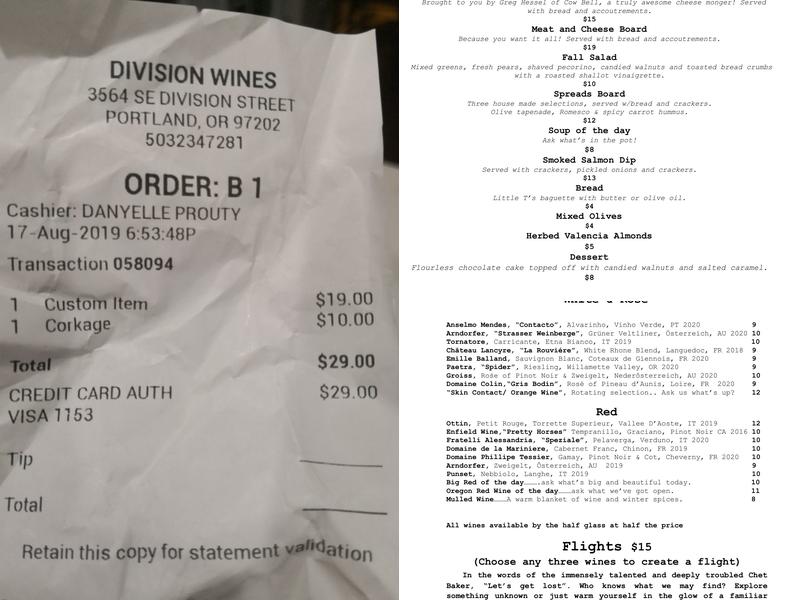 DIVISION WINES
3564 SE DIVISION STREET
PORTLAND, OR 97202
5032347281
ORDER: B 1
Cashier: DANYELLE PROUTY
17-Aug-2019 6:53:48P
Transaction 058094
1 Custom Item $19.00
1 Corkage $10.00
Total $29.00
CREDIT CARD AUTH $29.00
VISA 1153
Tip
Total
Retain this copy for statement validation
Brought to you by Greg Hessel of Cow Bell, a truly awesome cheese monger! Served
with bread and accoutrements.
$15
Meat and Cheese Board
Because you want it all! Served with bread and accoutrements.
$19
Fall Salad
Mixed greens, fresh pears, shaved pecorino, candied walnuts and toasted bread crumbs
with a roasted shallot vinaigrette.
$10
Spreads Board
Three house made selections, served w/bread and crackers.
Olive tapenade, Romesco & spicy carrot hummus.
$12
Soup of the day
Ask what's in the pot!
$8
Smoked Salmon Dip
Served with crackers, pickled onions and crackers.
$13
Bread
Little T's baguette with butter or olive oil.
$4
Mixed Olives
$4
Herbed Valencia Almonds
$5
Dessert
Flourless chocolate cake topped off with candied walnuts and salted caramel.
$8
White & Rosé
Anselmo Mendes, "Contacto", Alvarinho, Vinho Verde, PT 2020 9
Arndorfer, "Strasser Weinberge", Grüner Veltliner, Österreich, AU 2020 10
Tornatore, Carricante, Etna Bianco, IT 2019 10
Château Lancyre, "La Rouviére", White Rhone Blend, Languedoc, FR 2018 9
Emile Balland, Sauvignon Blanc, Coteaux de Giennois, FR 2020 9
Paetra, "Spider", Riesling, Willamette Valley, OR 2020 9
Groiss, Rosé of Pinot Noir & Zweigelt, Nederösterreich, AU 2020 10
Domaine Colin,"Gris Bodin", Rosé of Pineau d'Aunis, Loire, FR 2020 9
"Skin Contact/ Orange Wine", Rotating selection.. Ask us what's up? 12
Red
Ottin, Petit Rouge, Torrette Superieur, Vallee D'Aoste, IT 2019 12
Enfield Wine,"Pretty Horses" Tempranillo, Graciano, Pinot Noir CA 2016 10
Fratelli Alessandria, "Speziale", Pelaverga, Verduno, IT 2020 10
Domaine de la Mariniere, Cabernet Franc, Chinon, FR 2019 10
Domaine Phillipe Tessier, Gamay, Pinot Noir & Cot, Cheverny, FR 2020 10
Arndorfer, Zweigelt, Österreich, AU 2019 9
Punset, Nebbiolo, Langhe, IT 2019 10
Big Red of the day……….ask what's big and beautiful today. 10
Oregon Red Wine of the day………ask what we've got open. 11
Mulled Wine………A warm blanket of wine and winter spices. 8
All wines available by the half glass at half the price
Flights $15
(Choose any three wines to create a flight)
In the words of the immensely talented and deeply troubled Chet
Baker, "Let's get lost". Who knows what we may find? Explore
something unknown or just warm yourself in the glow of a familiar